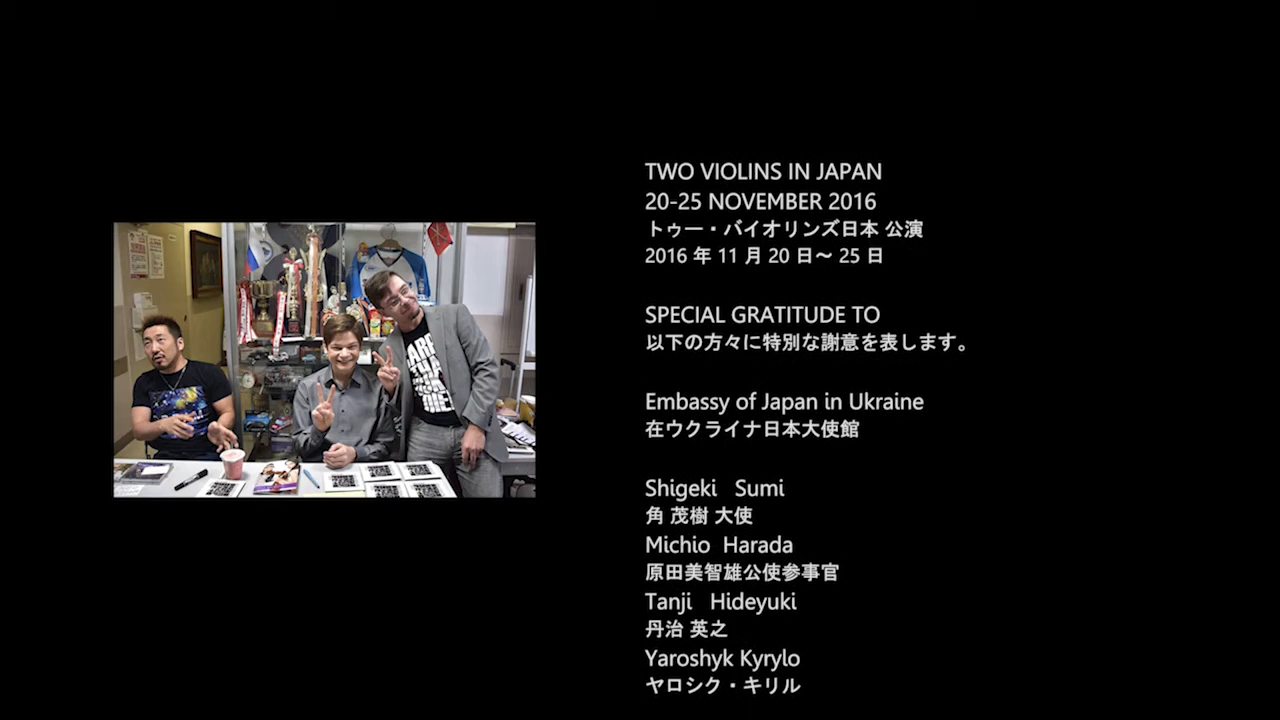 TWO VIOLINS IN JAPAN
20-25 NOVEMBER 2016
トゥー・バイオリンズ日本 公演
2016 年 11 月 20 日～ 25 日
SPECIAL GRATITUDE TO
以下の方々に特別な謝意を表します。
Embassy of Japan in Ukraine
在ウクライナ日本大使館
Shigeki Sumi
角 茂樹 大使
Michio Harada
原田美智雄公使参事官
Tanji Hideyuki
丹治 英之
Yaroshyk Kyrylo
ヤロシク・キリル